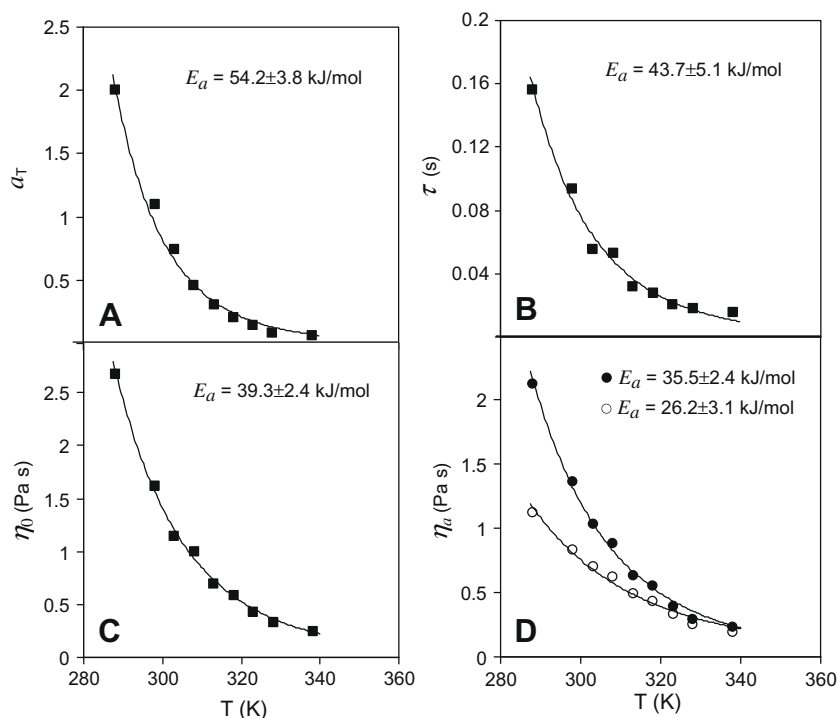 2.5
2
1.5
1
0.5
a_T
E_a = 54.2±3.8 kJ/mol
A
0.2
0.16
0.12
0.08
0.04
τ (s)
E_a = 43.7±5.1 kJ/mol
B
2.5
2
1.5
1
0.5
0
η_0 (Pa s)
E_a = 39.3±2.4 kJ/mol
C
280 300 320 340 360
T (K)
2
1.5
1
0.5
0
η_a (Pa s)
E_a = 35.5±2.4 kJ/mol
E_a = 26.2±3.1 kJ/mol
D
280 300 320 340 360
T (K)